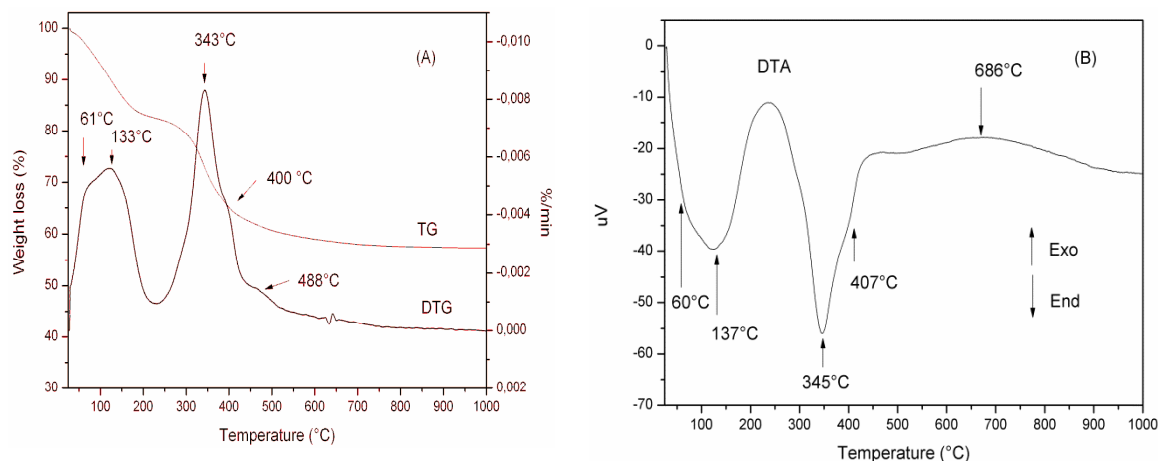 (A)
343°C
61°C
133°C
400 °C
TG
488°C
DTG
100
90
80
70
60
50
40
30
Weight loss (%)
-0,010
-0,008
-0,006
-0,004
-0,002
0,000
0,002
%/min
100 200 300 400 500 600 700 800 900 1000
Temperature (°C)
(B)
DTA
686°C
60°C
137°C
345°C
407°C
Exo
End
0
-10
-20
-30
-40
-50
-60
-70
uV
100 200 300 400 500 600 700 800 900 1000
Temperature (°C)